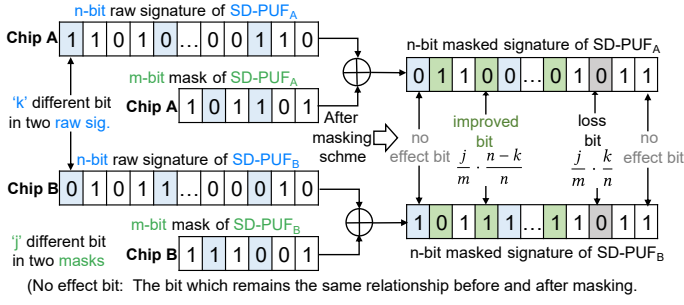 n-bit raw signature of SD-PUF_A
Chip A 1 1 0 1 0 ... 0 0 1 1 0
m-bit mask of SD-PUF_A
Chip A 1 0 1 1 0 1
'k' different bit
in two raw sig.
n-bit raw signature of SD-PUF_B
Chip B 0 1 0 1 1 ... 0 0 0 1 0
m-bit mask of SD-PUF_B
Chip B 1 1 1 0 0 1
'j' different bit
in two masks
After
masking
schme
n-bit masked signature of SD-PUF_A
0 1 1 0 0 ... 0 1 0 1 1
no
effect bit
improved
bit
j/m · (n − k)/n
loss
bit
j/m · k/n
no
effect bit
1 0 1 1 1 ... 1 1 0 1 1
n-bit masked signature of SD-PUF_B
(No effect bit: The bit which remains the same relationship before and after masking.